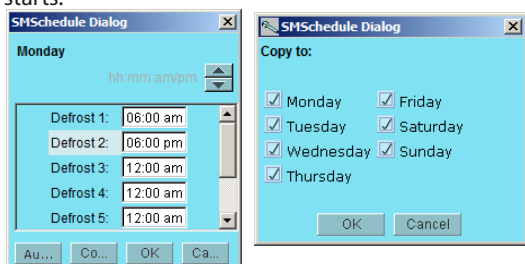 starts.
SMSchedule Dialog
Monday
hh:mm am/pm
Defrost 1: 06:00 am
Defrost 2: 06:00 pm
Defrost 3: 12:00 am
Defrost 4: 12:00 am
Defrost 5: 12:00 am
Au... Co... OK Ca...
SMSchedule Dialog
Copy to:
Monday Friday
Tuesday Saturday
Wednesday Sunday
Thursday
OK Cancel